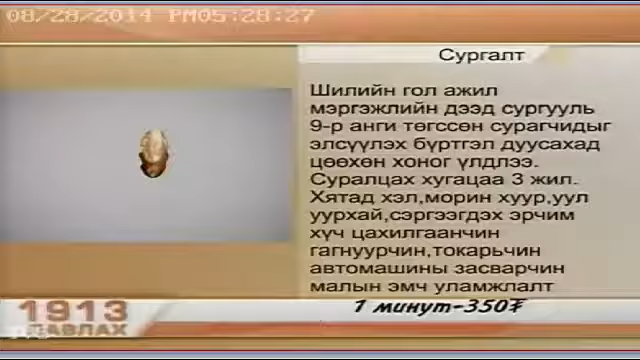 08/28/2014 PM05:28:27
Сургалт
Шилийн гол ажил
мэргэжлийн дээд сургууль
9-р анги төгссөн сурагчидыг
элсүүлэх бүртгэл дуусахад
цөөхөн хоног үлдлээ.
Суралцах хугацаа 3 жил.
Хятад хэл,морин хуур,уул
уурхай,сэргээгдэх эрчим
хүч цахилгаанчин
гагнуурчин,токарьчин
автомашины засварчин
малын эмч уламжлалт
1913
ЛАВЛАХ
1 минут-350₮